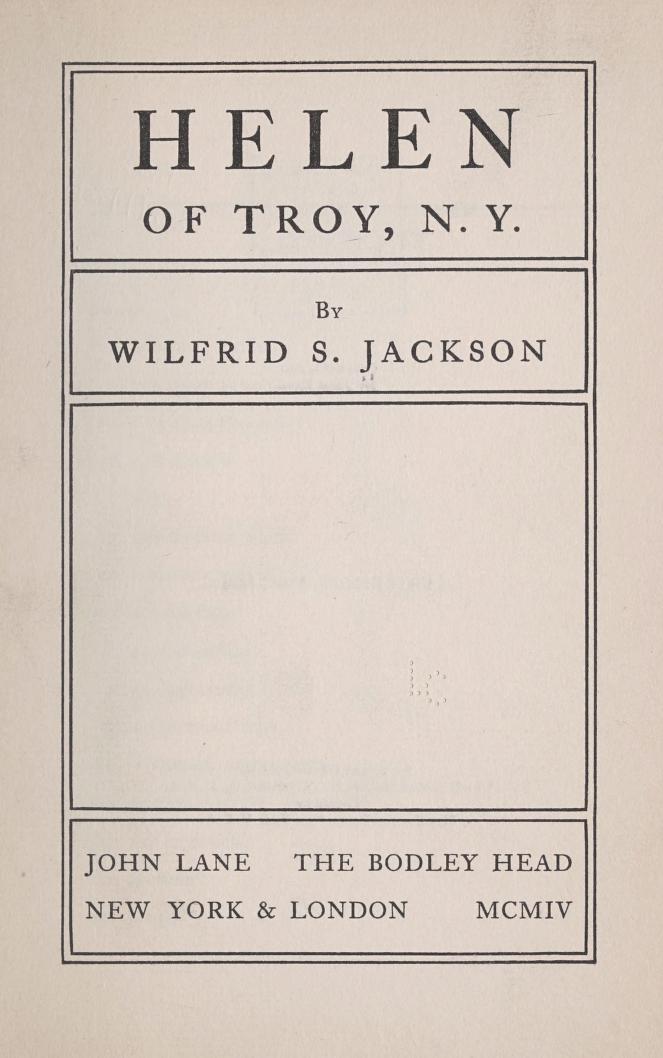 HELEN
OF TROY, N. Y.
By
WILFRID S. JACKSON
JOHN LANE THE BODLEY HEAD
NEW YORK & LONDON MCMIV